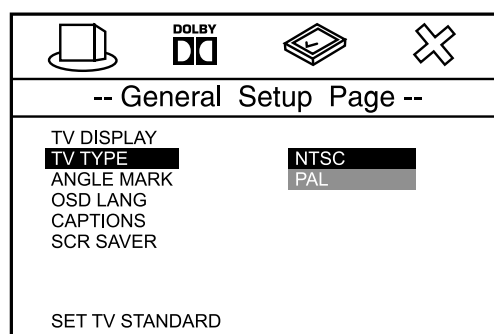 DOLBY
-- General Setup Page --
TV DISPLAY
TV TYPE NTSC
ANGLE MARK PAL
OSD LANG
CAPTIONS
SCR SAVER
SET TV STANDARD